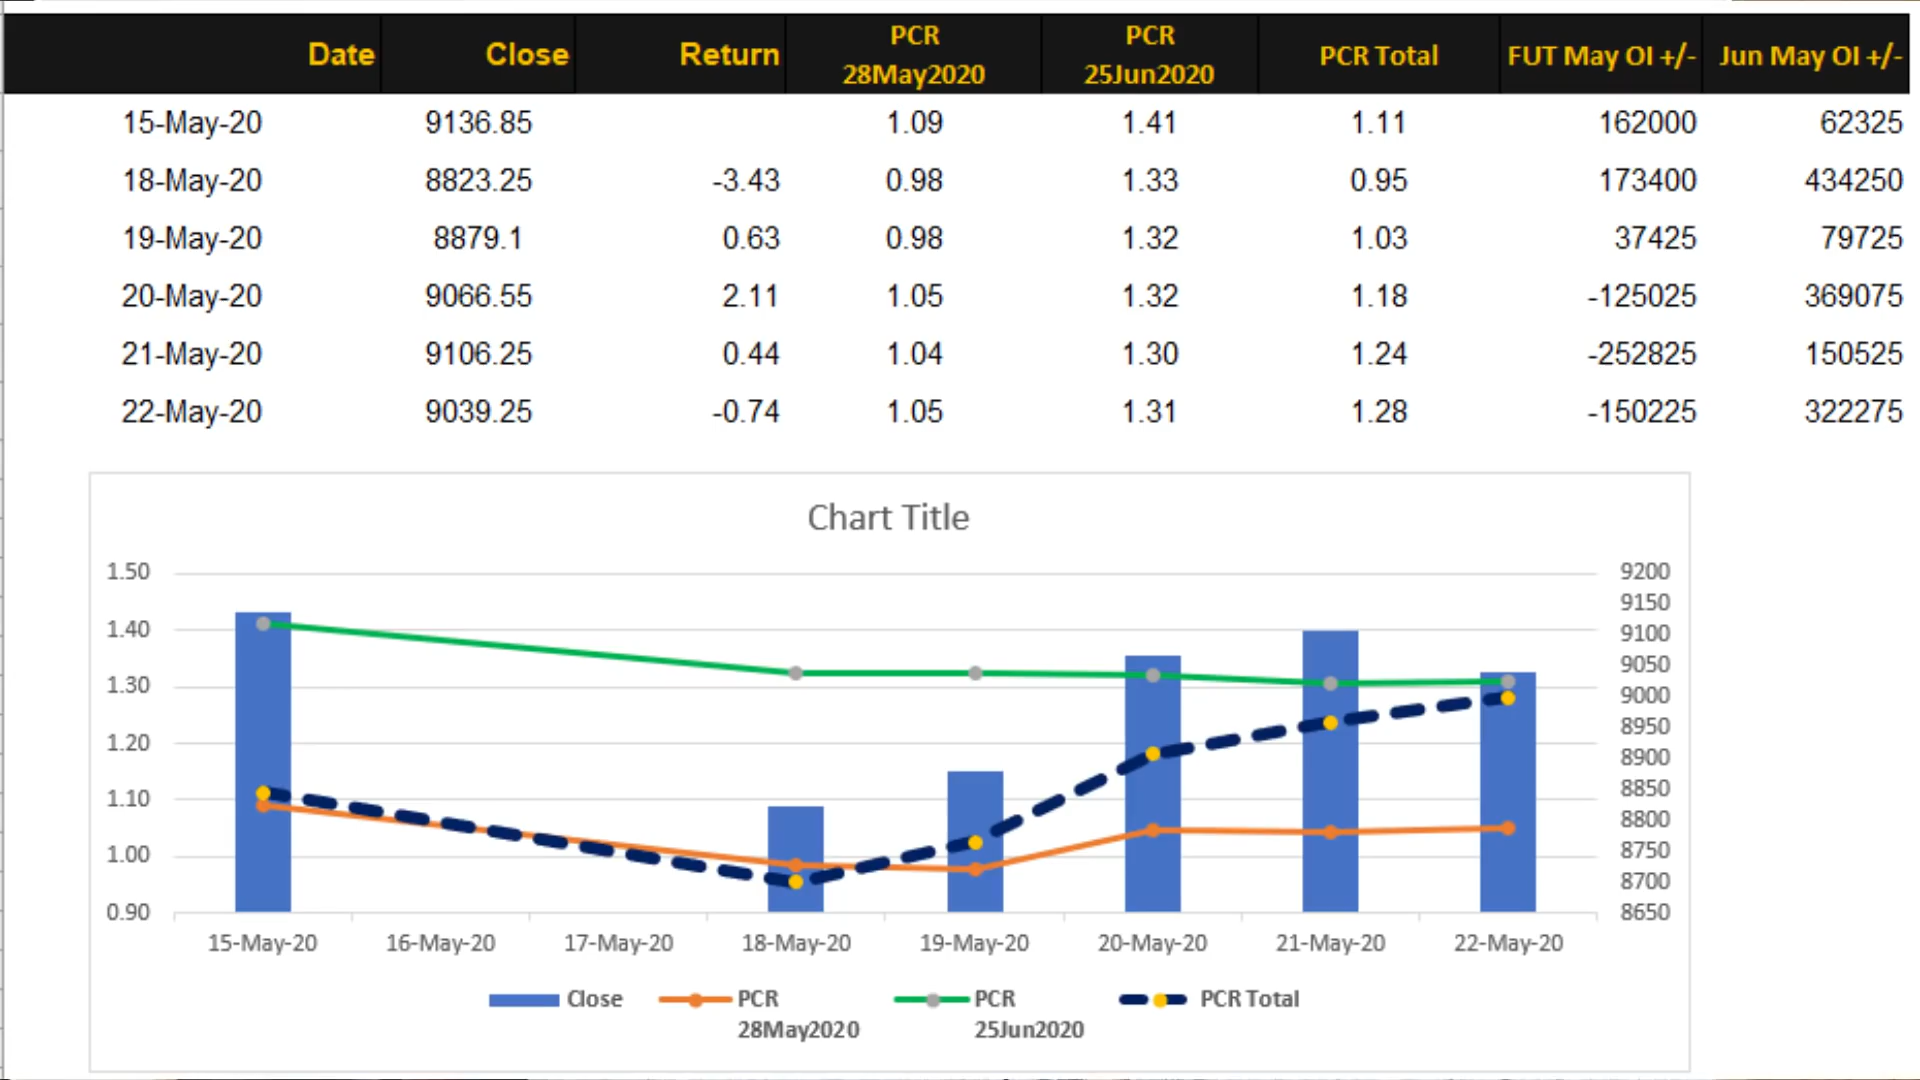 Date Close Return PCR 28May2020 PCR 25Jun2020 PCR Total FUT May OI +/- Jun May OI +/-
15-May-20 9136.85 1.09 1.41 1.11 162000 62325
18-May-20 8823.25 -3.43 0.98 1.33 0.95 173400 434250
19-May-20 8879.1 0.63 0.98 1.32 1.03 37425 79725
20-May-20 9066.55 2.11 1.05 1.32 1.18 -125025 369075
21-May-20 9106.25 0.44 1.04 1.30 1.24 -252825 150525
22-May-20 9039.25 -0.74 1.05 1.31 1.28 -150225 322275
Chart Title
1.50
1.40
1.30
1.20
1.10
1.00
0.90
9200
9150
9100
9050
9000
8950
8900
8850
8800
8750
8700
8650
15-May-20 16-May-20 17-May-20 18-May-20 19-May-20 20-May-20 21-May-20 22-May-20
Close PCR 28May2020 PCR 25Jun2020 PCR Total